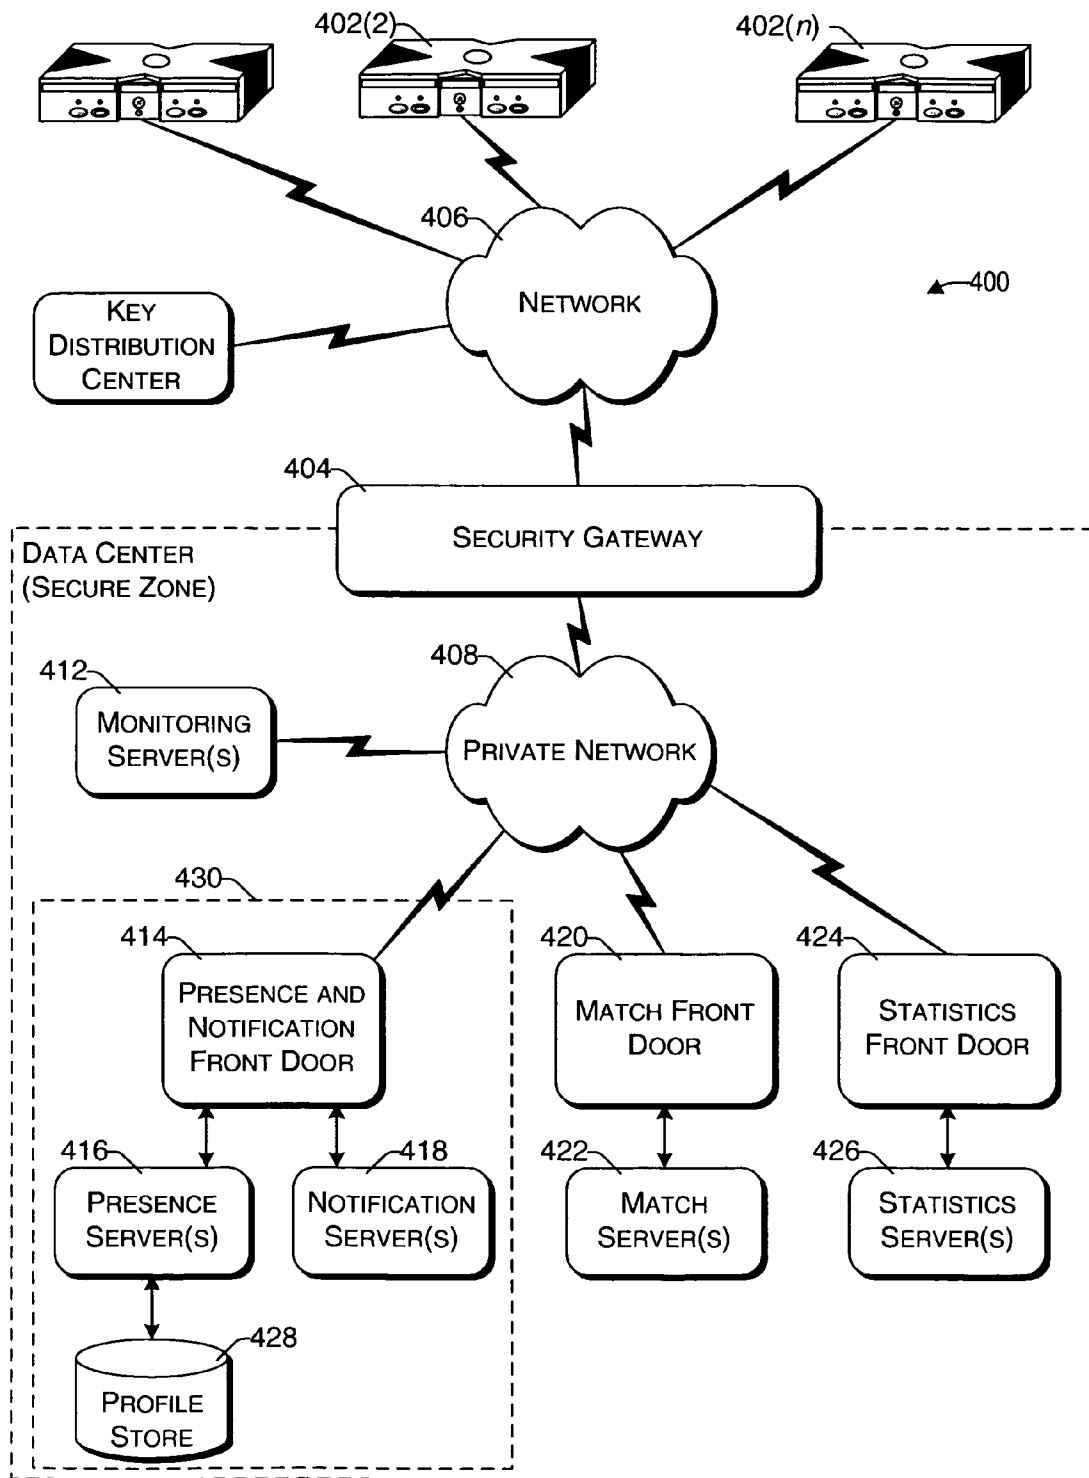 402(2)
402(n)
406
NETWORK
400
KEY
DISTRIBUTION
CENTER
404
SECURITY GATEWAY
DATA CENTER
(SECURE ZONE)
408
412
MONITORING
SERVER(S)
PRIVATE NETWORK
430
414
420
424
PRESENCE AND
NOTIFICATION
FRONT DOOR
MATCH FRONT
DOOR
STATISTICS
FRONT DOOR
416
418
422
426
PRESENCE
SERVER(S)
NOTIFICATION
SERVER(S)
MATCH
SERVER(S)
STATISTICS
SERVER(S)
428
PROFILE
STORE